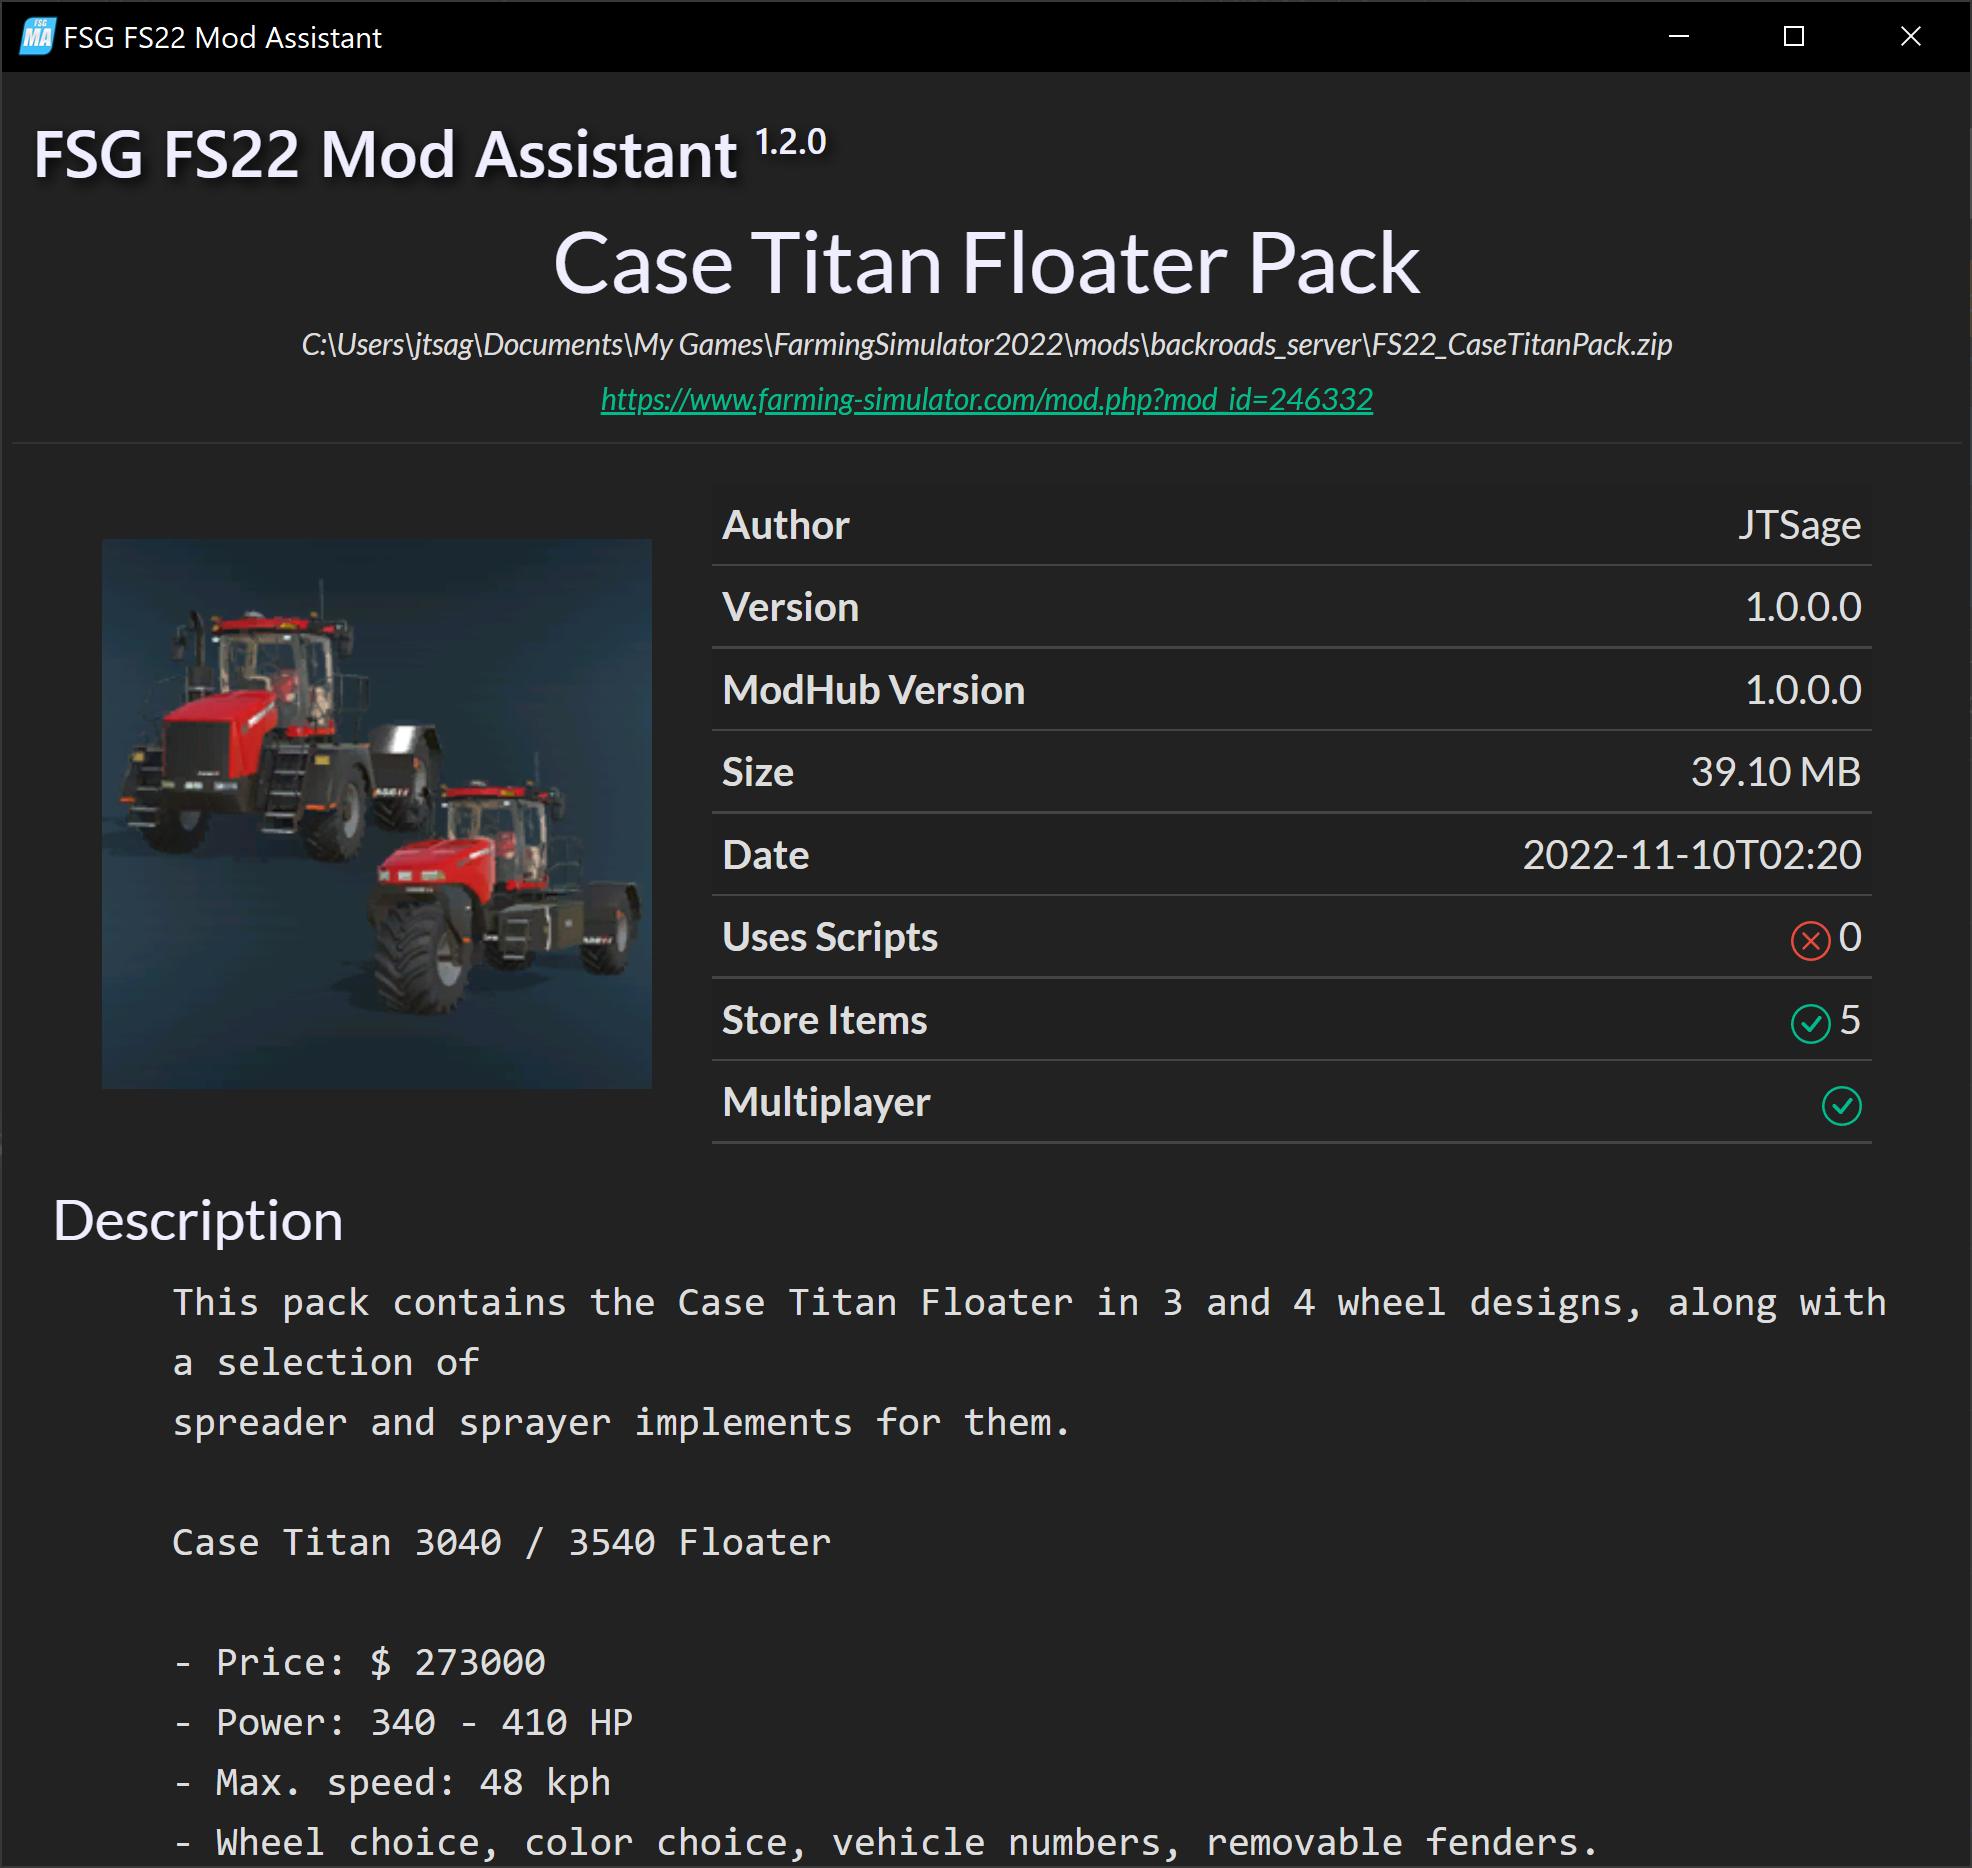 FSG
MA
FSG FS22 Mod Assistant
FSG FS22 Mod Assistant 1.2.0
Case Titan Floater Pack
C:\Users\jtsag\Documents\My Games\FarmingSimulator2022\mods\backroads_server\FS22_CaseTitanPack.zip
https://www.farming-simulator.com/mod.php?mod_id=246332
Author JTSage
Version 1.0.0.0
ModHub Version 1.0.0.0
Size 39.10 MB
Date 2022-11-10T02:20
Uses Scripts 0
Store Items 5
Multiplayer
Description
This pack contains the Case Titan Floater in 3 and 4 wheel designs, along with
a selection of
spreader and sprayer implements for them.
Case Titan 3040 / 3540 Floater
- Price: $ 273000
- Power: 340 - 410 HP
- Max. speed: 48 kph
- Wheel choice, color choice, vehicle numbers, removable fenders.